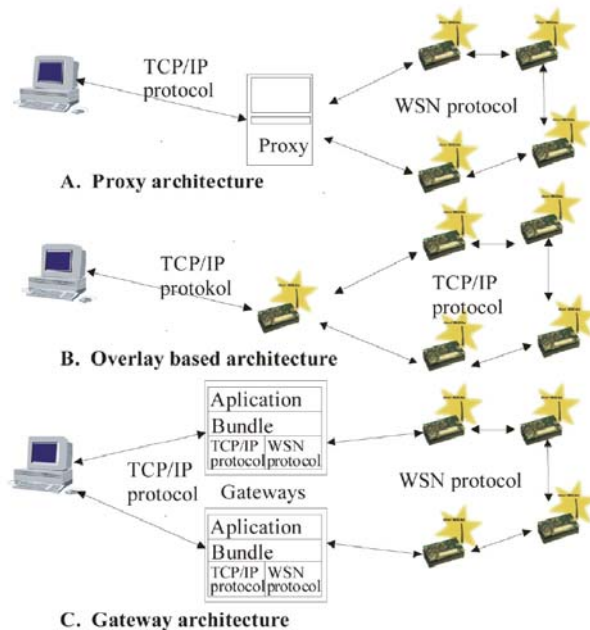 TCP/IP
protocol
WSN protocol
Proxy
A. Proxy architecture
TCP/IP
protokol
TCP/IP
protocol
B. Overlay based architecture
Aplication
Bundle
TCP/IP WSN
protocol protocol
TCP/IP
protocol
Gateways
WSN protocol
Aplication
Bundle
TCP/IP WSN
protocol protocol
C. Gateway architecture